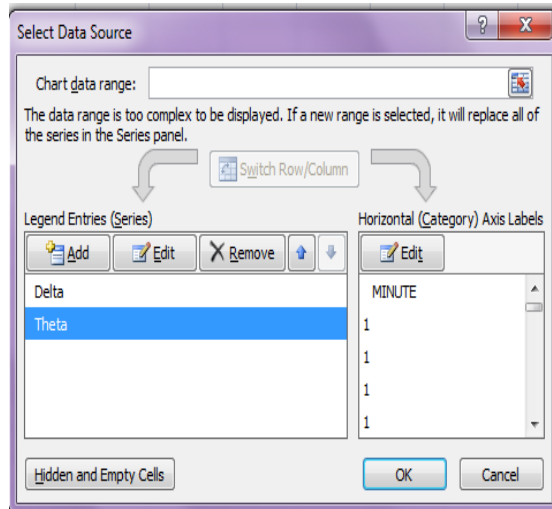 Select Data Source
?
X
Chart data range:
The data range is too complex to be displayed. If a new range is selected, it will replace all of
the series in the Series panel.
Switch Row/Column
Legend Entries (Series)
Horizontal (Category) Axis Labels
Add
Edit
Remove
Edit
Delta
Theta
MINUTE
1
1
1
1
Hidden and Empty Cells
OK
Cancel